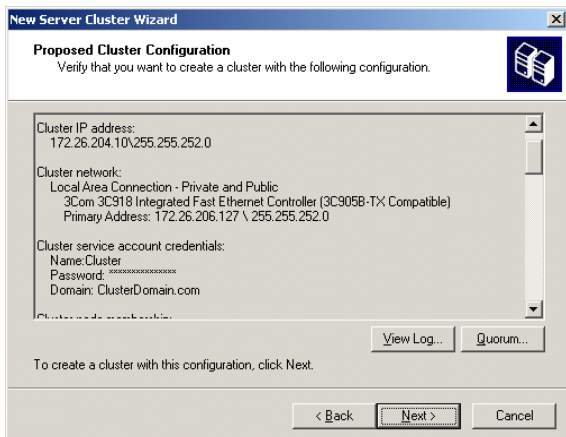 New Server Cluster Wizard
Proposed Cluster Configuration
Verify that you want to create a cluster with the following configuration.
Cluster IP address:
172.26.204.10\255.255.252.0
Cluster network:
Local Area Connection - Private and Public
3Com 3C918 Integrated Fast Ethernet Controller (3C905B-TX Compatible)
Primary Address: 172.26.206.127 \ 255.255.252.0
Cluster service account credentials:
Name:Cluster
Password: ***************
Domain: ClusterDomain.com
Cluster node membership:
View Log... Quorum...
To create a cluster with this configuration, click Next.
< Back Next > Cancel